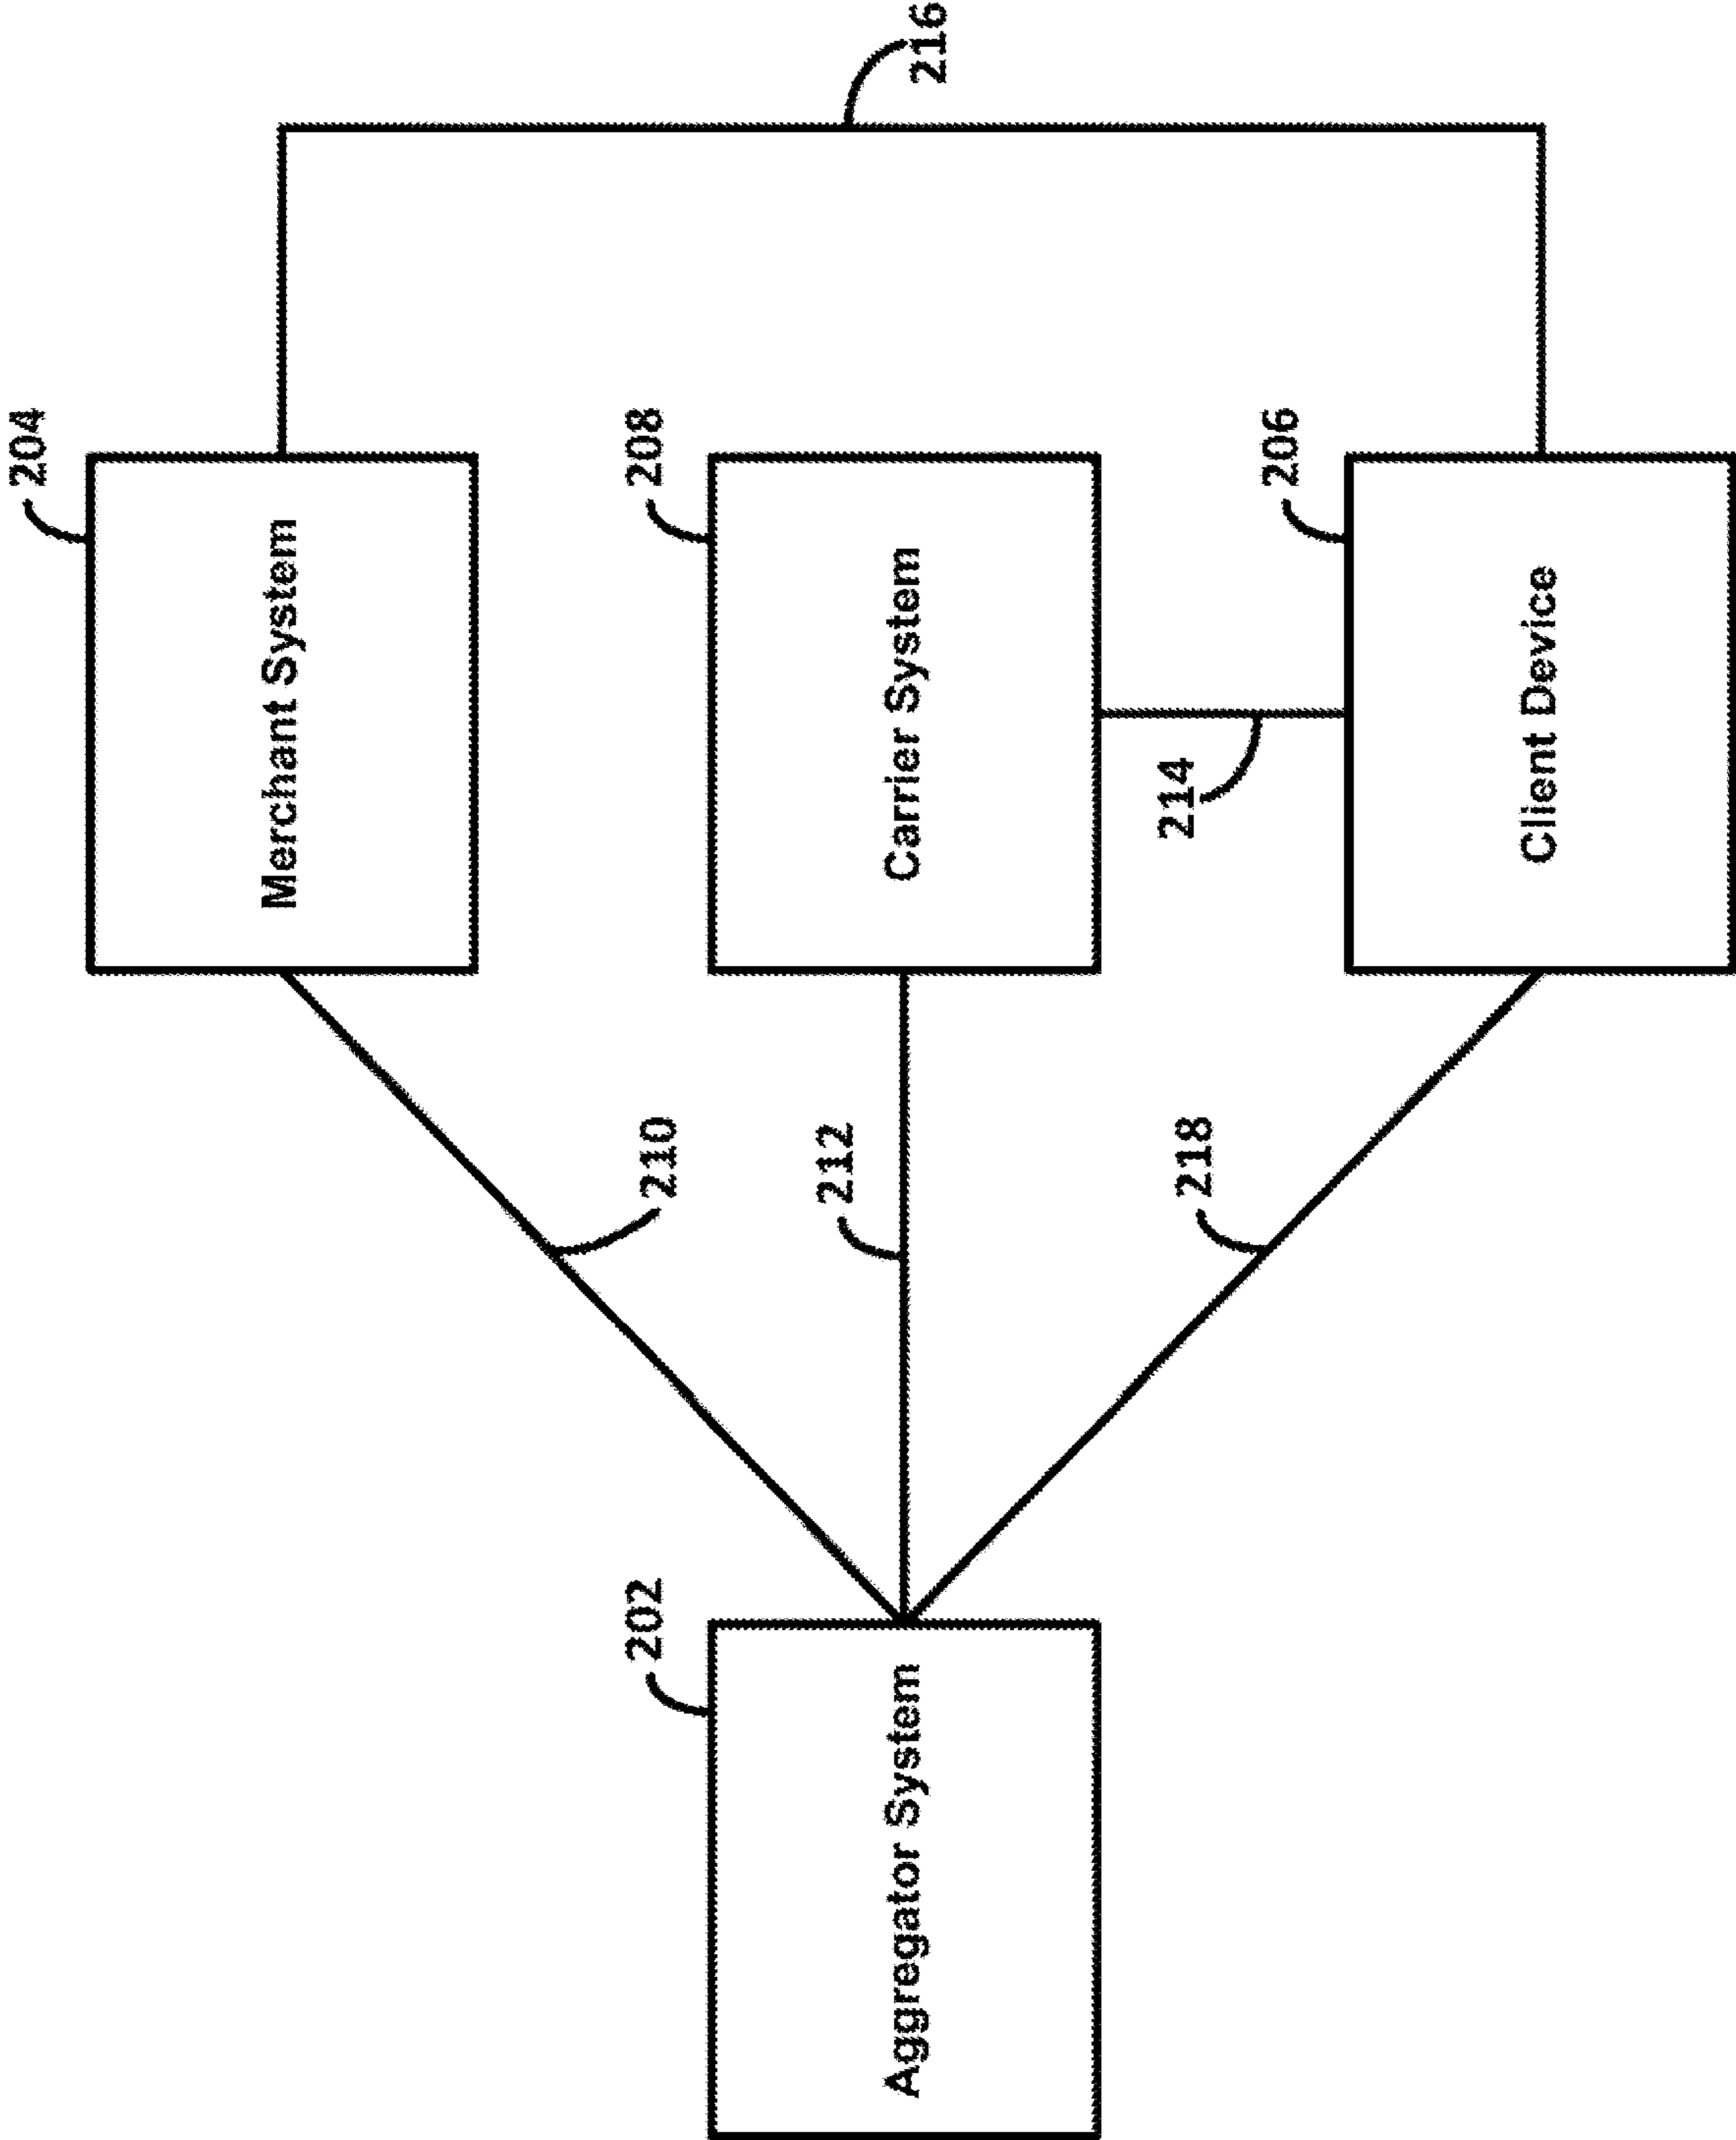 204
Merchant System
216
210
202
Aggregator System
212
208
Carrier System
214
218
206
Client Device